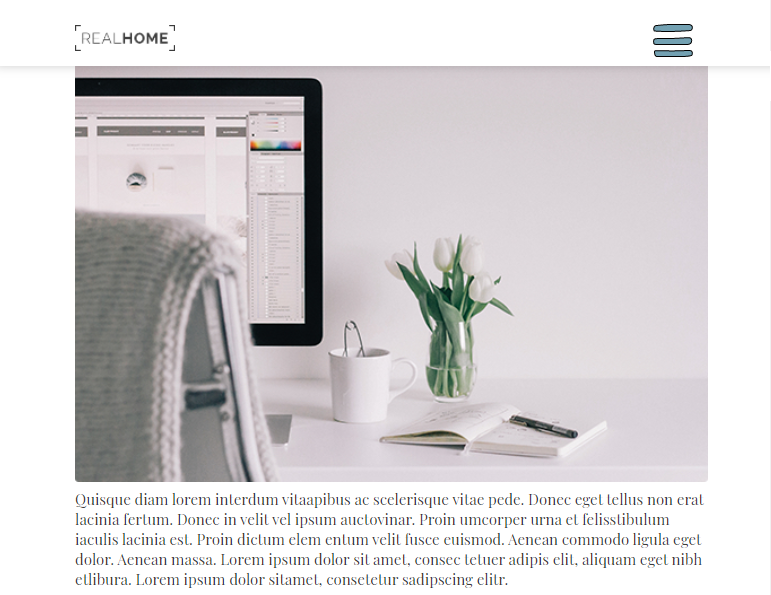 REALHOME
Quisque diam lorem interdum vitaapibus ac scelerisque vitae pede. Donec eget tellus non erat
lacinia fertum. Donec in velit vel ipsum auctovinar. Proin umcorper urna et felisstibulum
iaculis lacinia est. Proin dictum elem entum velit fusce euismod. Aenean commodo ligula eget
dolor. Aenean massa. Lorem ipsum dolor sit amet, consec tetuer adipis elit, aliquam eget nibh
etlibura. Lorem ipsum dolor sitamet, consetetur sadipscing elitr.